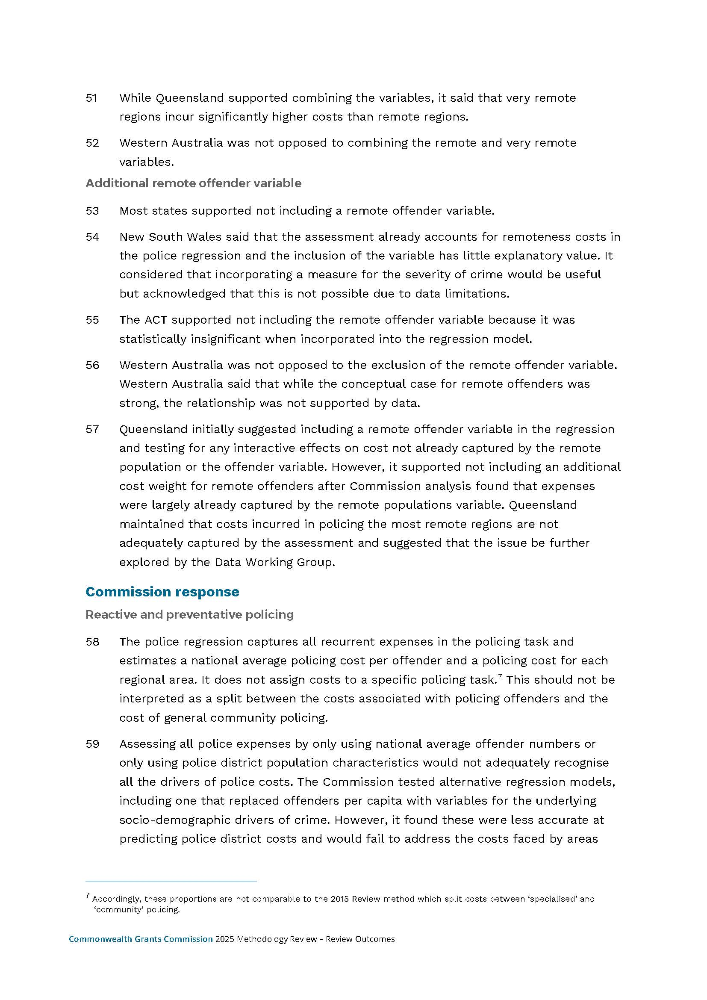 51 While Queensland supported combining the variables, it said that very remote
regions incur significantly higher costs than remote regions.
52 Western Australia was not opposed to combining the remote and very remote
variables.
Additional remote offender variable
53 Most states supported not including a remote offender variable.
54 New South Wales said that the assessment already accounts for remoteness costs in
the police regression and the inclusion of the variable has little explanatory value. It
considered that incorporating a measure for the severity of crime would be useful
but acknowledged that this is not possible due to data limitations.
55 The ACT supported not including the remote offender variable because it was
statistically insignificant when incorporated into the regression model.
56 Western Australia was not opposed to the exclusion of the remote offender variable.
Western Australia said that while the conceptual case for remote offenders was
strong, the relationship was not supported by data.
57 Queensland initially suggested including a remote offender variable in the regression
and testing for any interactive effects on cost not already captured by the remote
population or the offender variable. However, it supported not including an additional
cost weight for remote offenders after Commission analysis found that expenses
were largely already captured by the remote populations variable. Queensland
maintained that costs incurred in policing the most remote regions are not
adequately captured by the assessment and suggested that the issue be further
explored by the Data Working Group.
Commission response
Reactive and preventative policing
58 The police regression captures all recurrent expenses in the policing task and
estimates a national average policing cost per offender and a policing cost for each
regional area. It does not assign costs to a specific policing task.⁷ This should not be
interpreted as a split between the costs associated with policing offenders and the
cost of general community policing.
59 Assessing all police expenses by only using national average offender numbers or
only using police district population characteristics would not adequately recognise
all the drivers of police costs. The Commission tested alternative regression models,
including one that replaced offenders per capita with variables for the underlying
socio-demographic drivers of crime. However, it found these were less accurate at
predicting police district costs and would fail to address the costs faced by areas
⁷ Accordingly, these proportions are not comparable to the 2015 Review method which split costs between ‘specialised’ and
‘community’ policing.
Commonwealth Grants Commission 2025 Methodology Review – Review Outcomes